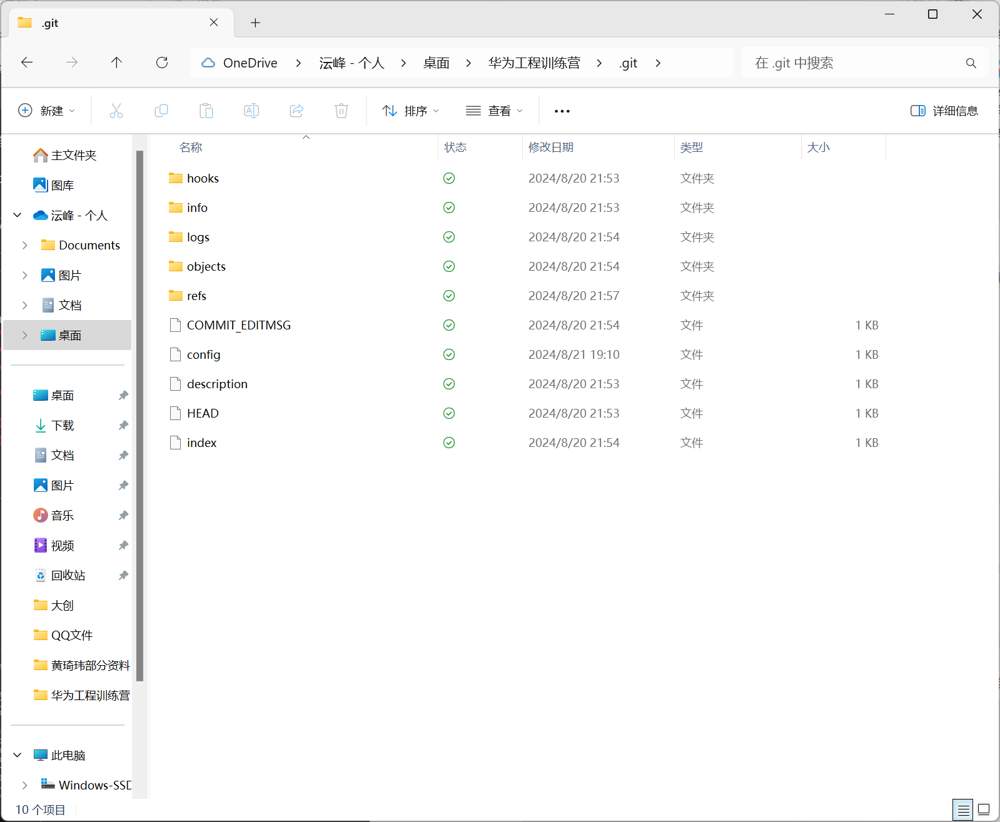 .git
OneDrive > 沄峰 - 个人 > 桌面 > 华为工程训练营 > .git >
在 .git 中搜索
新建
排序
查看
详细信息
主文件夹
图库
沄峰 - 个人
Documents
图片
文档
桌面
桌面
下载
文档
图片
音乐
视频
回收站
大创
QQ文件
黄琦玮部分资料
华为工程训练营
此电脑
Windows-SSD
名称 状态 修改日期 类型 大小
hooks 2024/8/20 21:53 文件夹
info 2024/8/20 21:53 文件夹
logs 2024/8/20 21:54 文件夹
objects 2024/8/20 21:54 文件夹
refs 2024/8/20 21:57 文件夹
COMMIT_EDITMSG 2024/8/20 21:54 文件 1 KB
config 2024/8/21 19:10 文件 1 KB
description 2024/8/20 21:53 文件 1 KB
HEAD 2024/8/20 21:53 文件 1 KB
index 2024/8/20 21:54 文件 1 KB
10 个项目